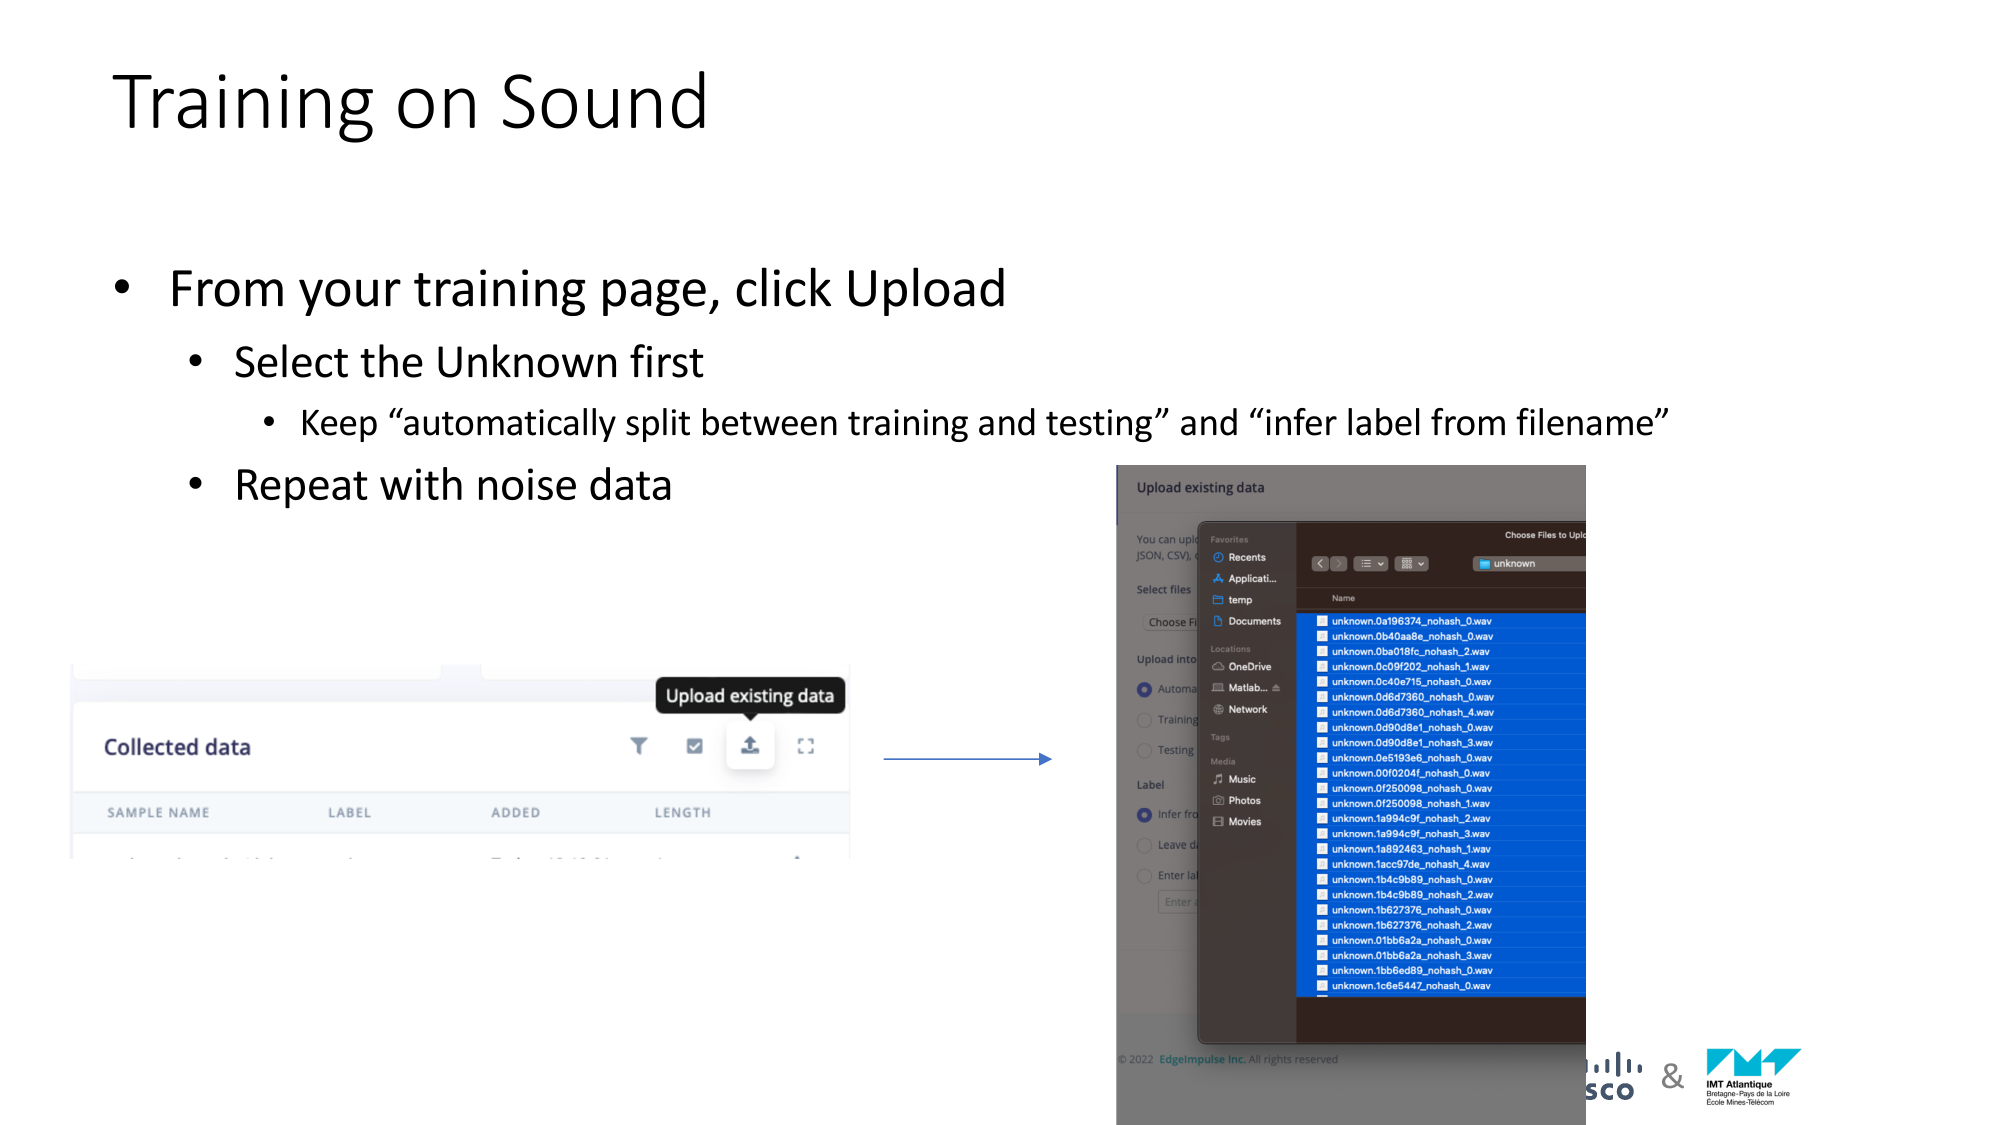 Training on Sound
• From your training page, click Upload
• Select the Unknown first
• Keep “automatically split between training and testing” and “infer label from filename”
• Repeat with noise data
Upload existing data
Collected data
SAMPLE NAME LABEL ADDED LENGTH
Upload existing data
You can uplo
JSON, CSV), o
Select files
Choose Fi
Upload into
Automa
Training
Testing
Label
Infer fro
Leave da
Enter lab
Enter a
Favorites
Recents
Applicati...
temp
Documents
Locations
OneDrive
Matlab...
Network
Tags
Media
Music
Photos
Movies
Choose Files to Uplo
unknown
Name
unknown.0a196374_nohash_0.wav
unknown.0b40aa8e_nohash_0.wav
unknown.0ba018fc_nohash_2.wav
unknown.0c09f202_nohash_1.wav
unknown.0c40e715_nohash_0.wav
unknown.0d6d7360_nohash_0.wav
unknown.0d6d7360_nohash_4.wav
unknown.0d90d8e1_nohash_0.wav
unknown.0d90d8e1_nohash_3.wav
unknown.0e5193e6_nohash_0.wav
unknown.00f0204f_nohash_0.wav
unknown.0f250098_nohash_0.wav
unknown.0f250098_nohash_1.wav
unknown.1a994c9f_nohash_2.wav
unknown.1a994c9f_nohash_3.wav
unknown.1a892463_nohash_1.wav
unknown.1acc97de_nohash_4.wav
unknown.1b4c9b89_nohash_0.wav
unknown.1b4c9b89_nohash_2.wav
unknown.1b627376_nohash_0.wav
unknown.1b627376_nohash_2.wav
unknown.01bb6a2a_nohash_0.wav
unknown.01bb6a2a_nohash_3.wav
unknown.1bb6ed89_nohash_0.wav
unknown.1c6e5447_nohash_0.wav
© 2022 EdgeImpulse Inc. All rights reserved
sco & IMT Atlantique
Bretagne-Pays de la Loire
École Mines-Télécom